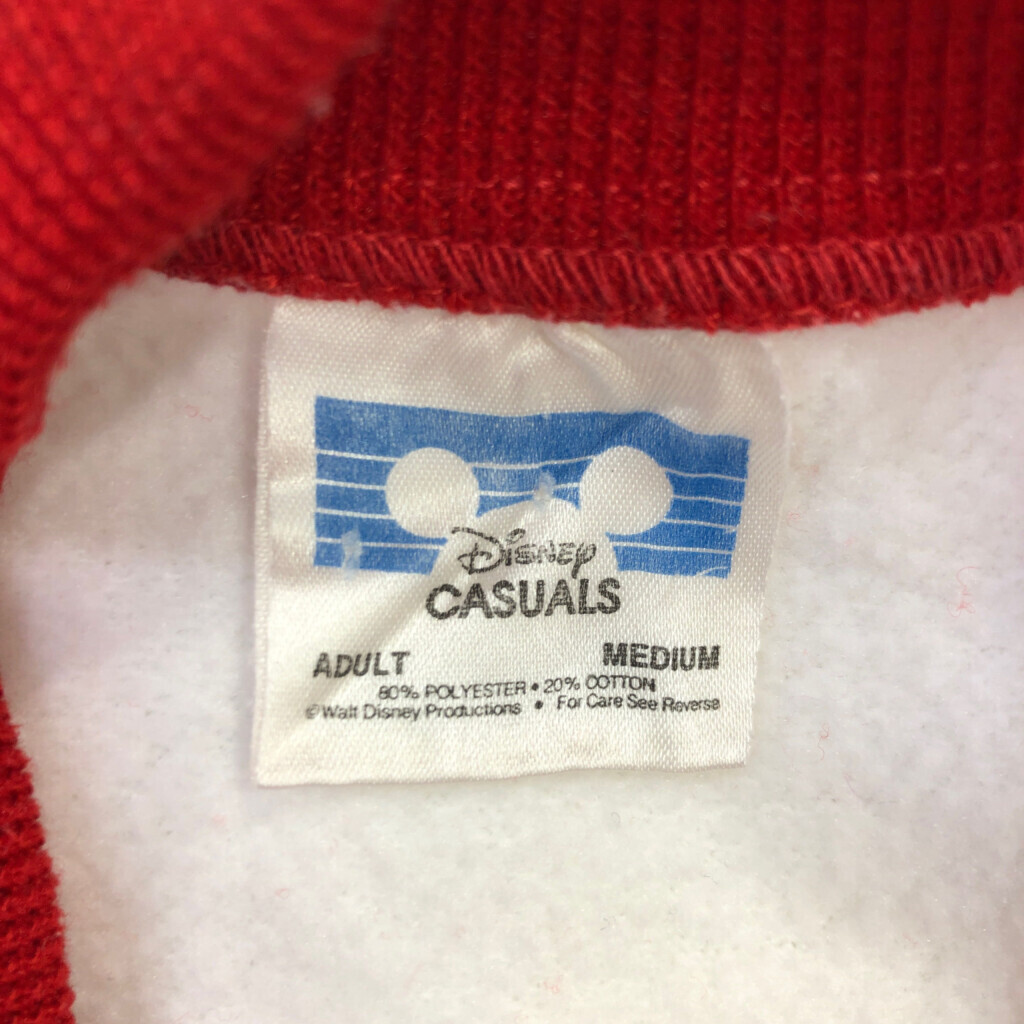 Disney
CASUALS
ADULT MEDIUM
80% POLYESTER • 20% COTTON
© Walt Disney Productions • For Care See Reverse